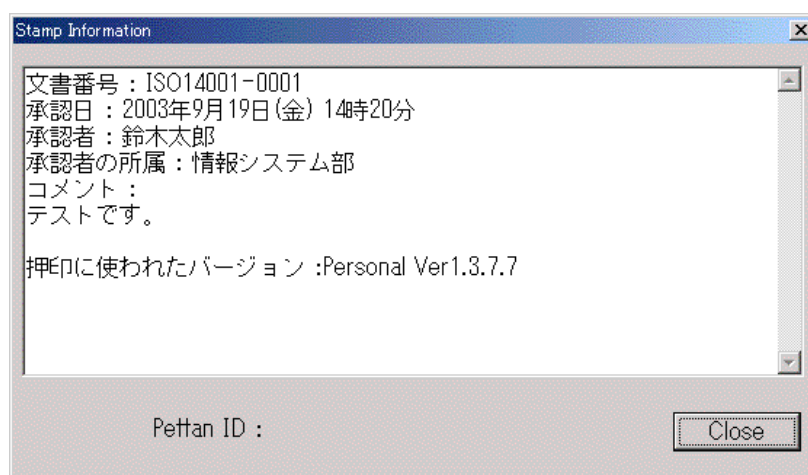 Stamp Information
文書番号：ISO14001-0001
承認日：2003年9月19日(金) 14時20分
承認者：鈴木太郎
承認者の所属：情報システム部
コメント：
テストです。
押印に使われたバージョン :Personal Ver1.3.7.7
Pettan ID :
Close